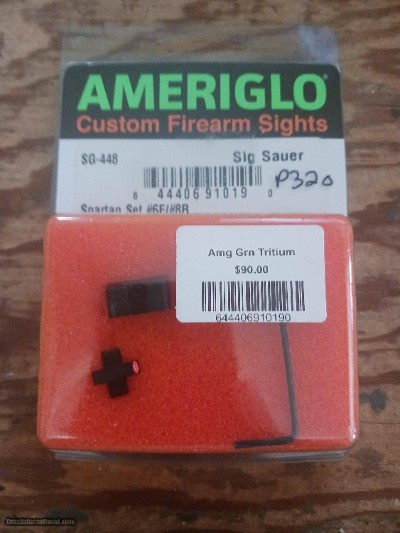 AMERIGLO
Custom Firearm Sights
SG-448
Sig Sauer
P320
6 44406 91019 0
Spartan Set #6F/#8R
Amg Grn Tritium
$90.00
644406910190